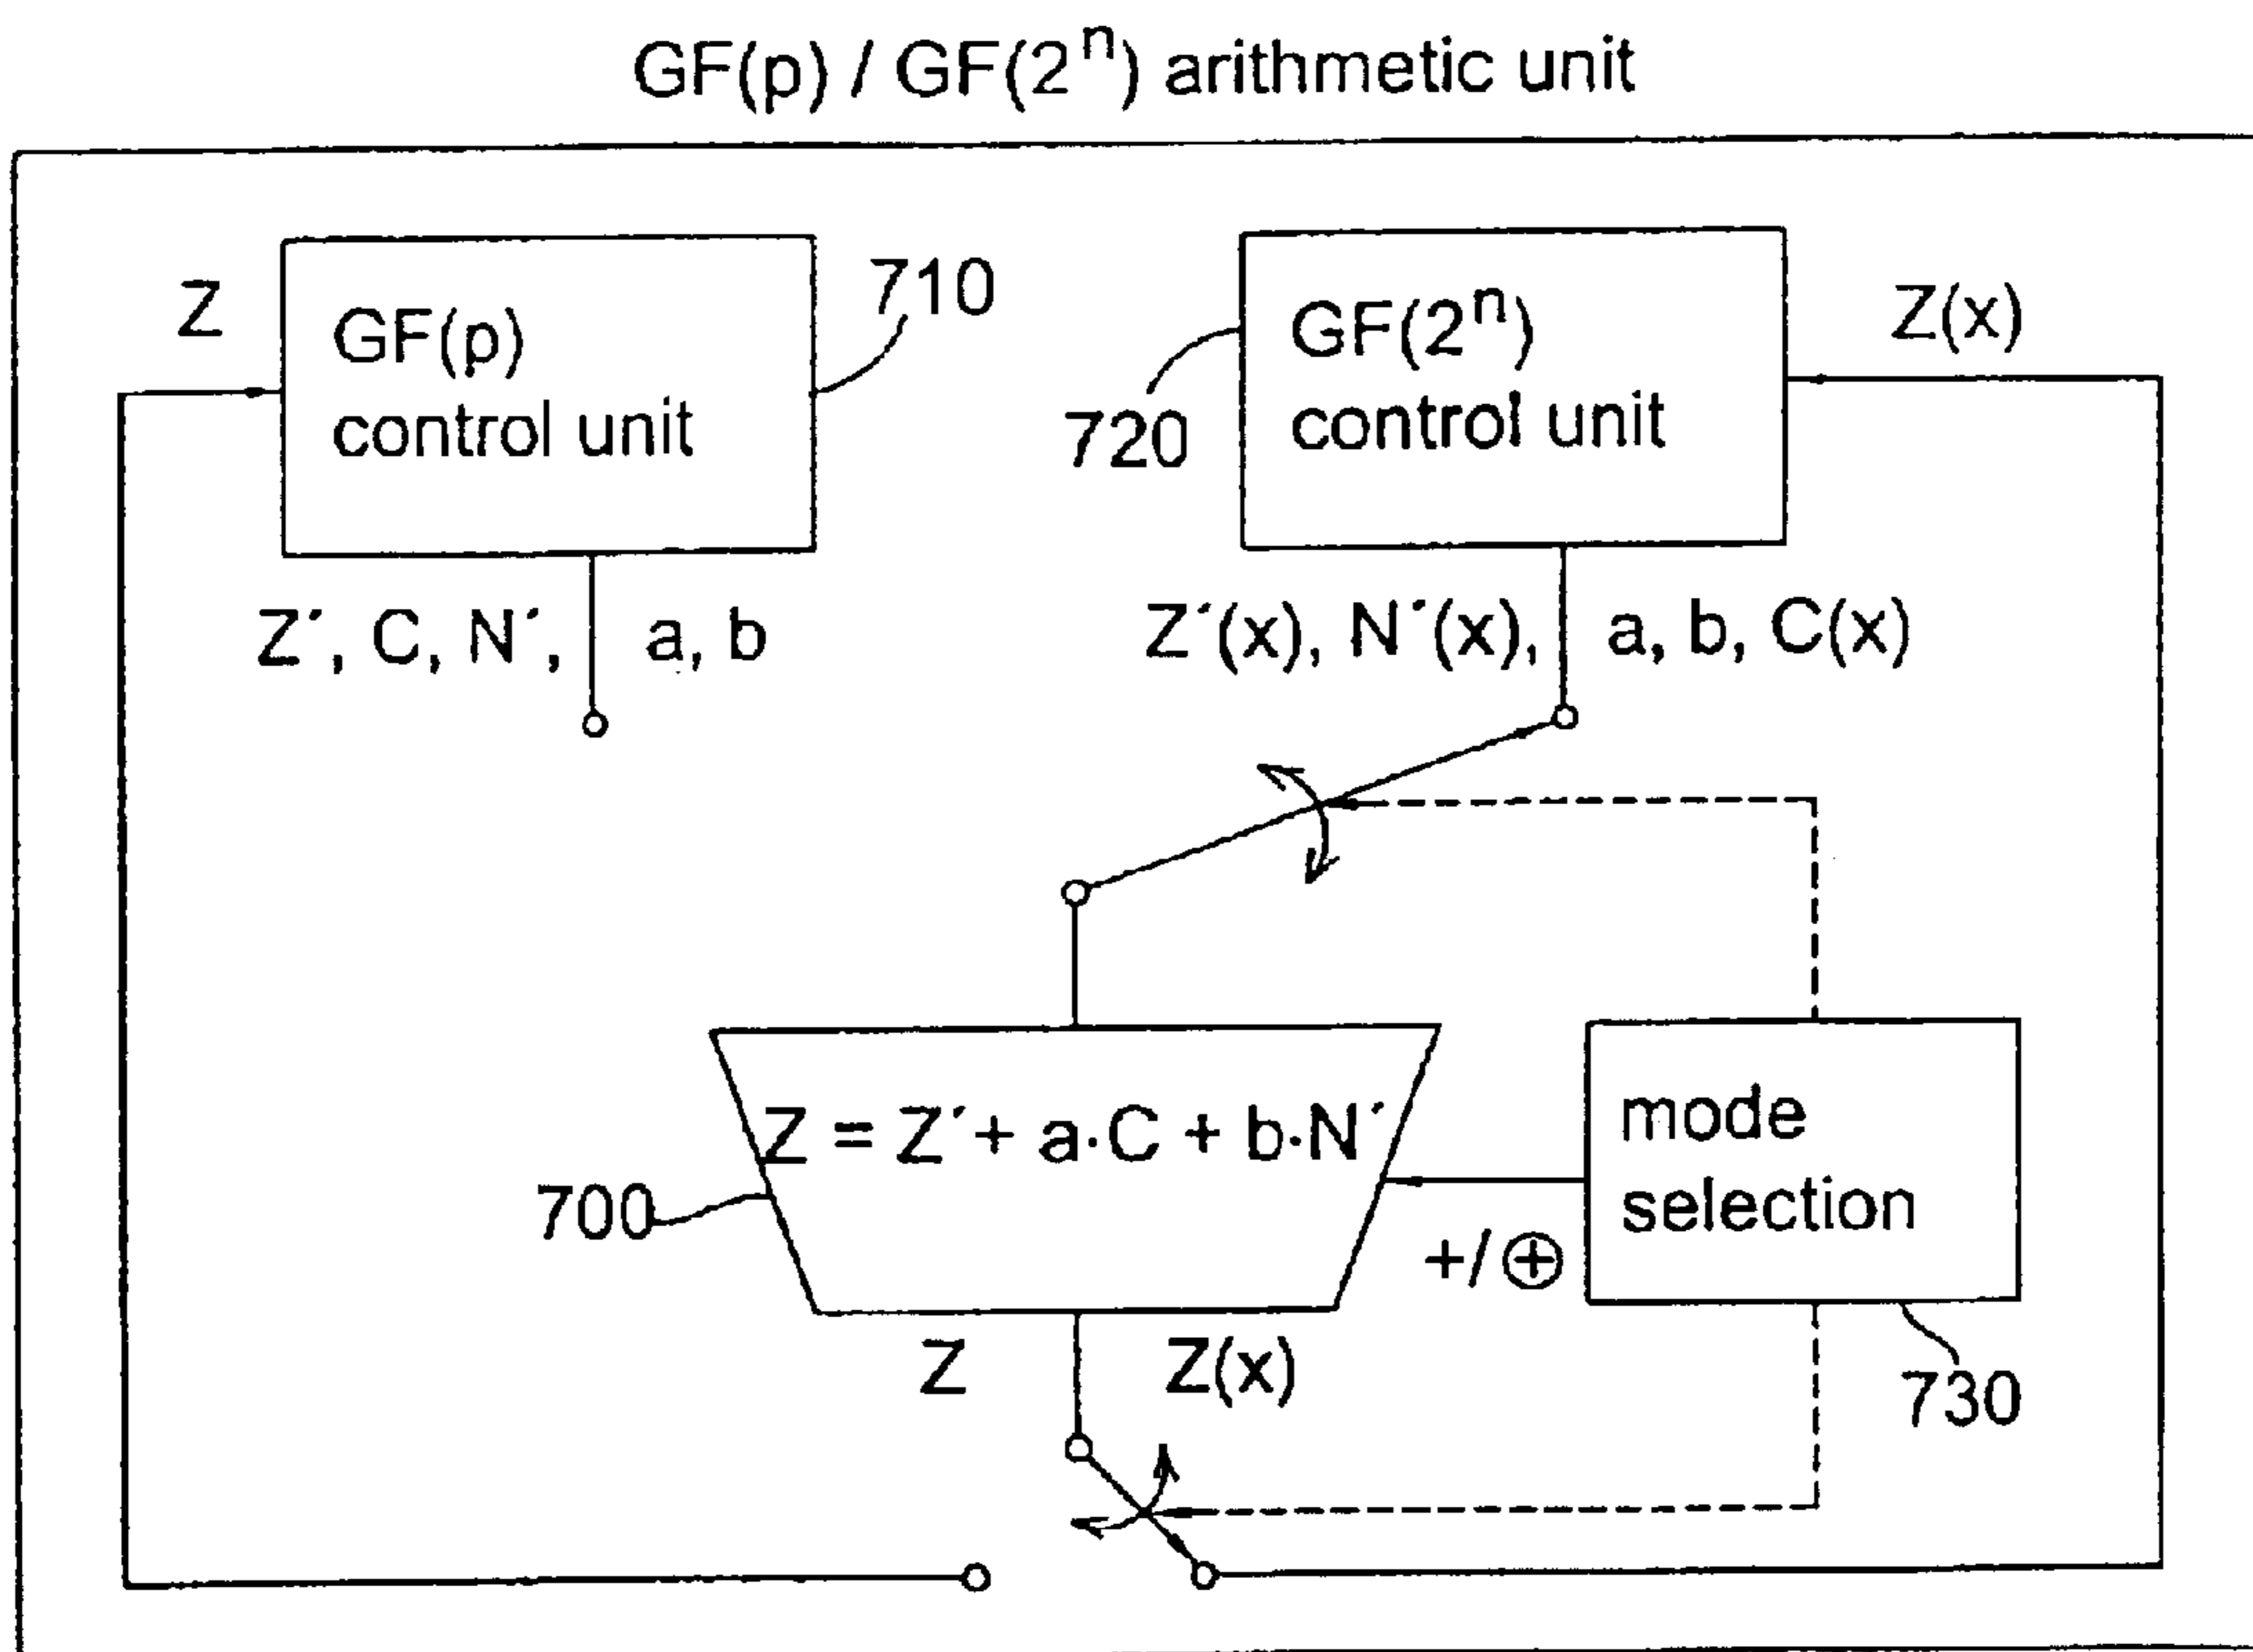 GF(p) / GF(2ⁿ) arithmetic unit
Z
GF(p)
control unit
710
720
GF(2ⁿ)
control unit
Z(x)
Z´, C, N´, a, b
Z´(x), N´(x), a, b, C(x)
Z = Z´+ a·C + b·N´
700
mode
selection
+/⊕
Z
Z(x)
730